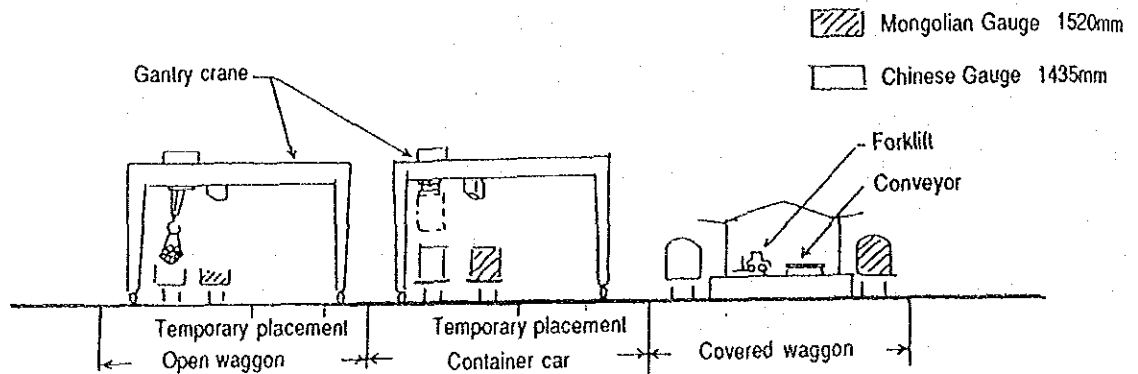 Mongolian Gauge 1520mm
Chinese Gauge 1435mm
Gantry crane
Forklift
Conveyor
Temporary placement
Open waggon
Temporary placement
Container car
Covered waggon